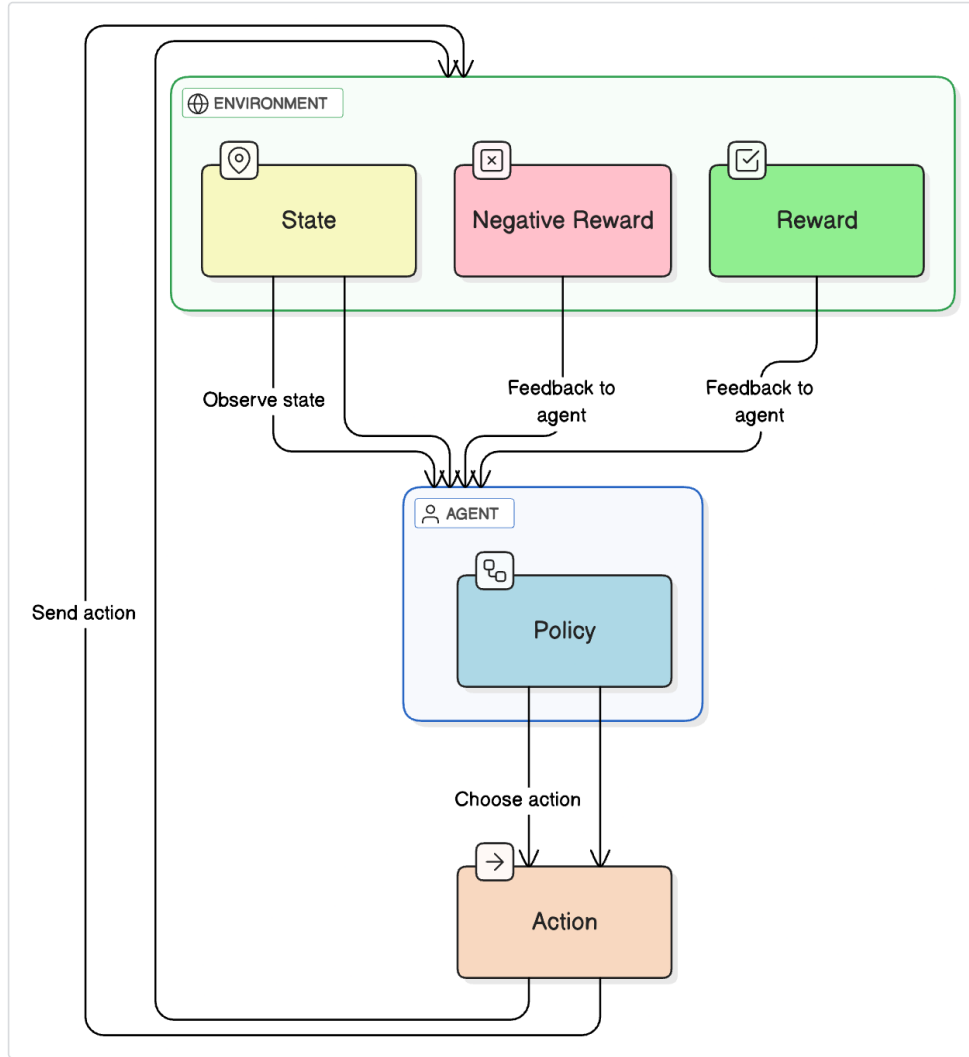 ENVIRONMENT
State
Negative Reward
Reward
Observe state
Feedback to
agent
Feedback to
agent
AGENT
Policy
Send action
Choose action
Action